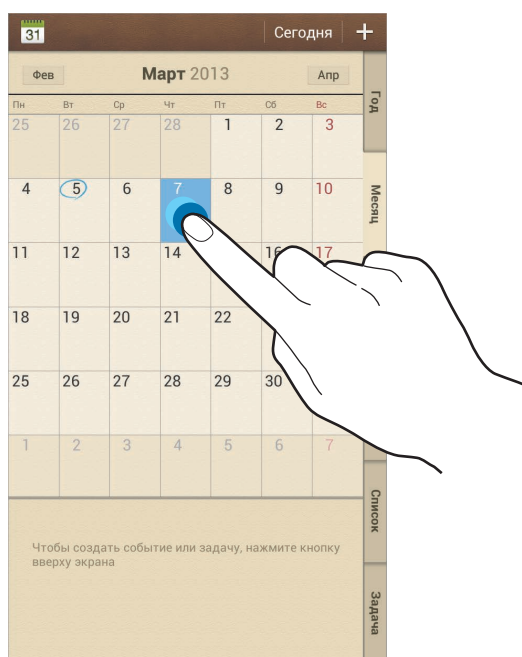 31 Сегодня +
Фев Март 2013 Апр
Пн Вт Ср Чт Пт Сб Вс
25 26 27 28 1 2 3
4 5 6 7 8 9 10
11 12 13 14 16 17
18 19 20 21 22
25 26 27 28 29 30
1 2 3 4 5 6 7
Чтобы создать событие или задачу, нажмите кнопку
вверху экрана
Год
Месяц
Список
Задача